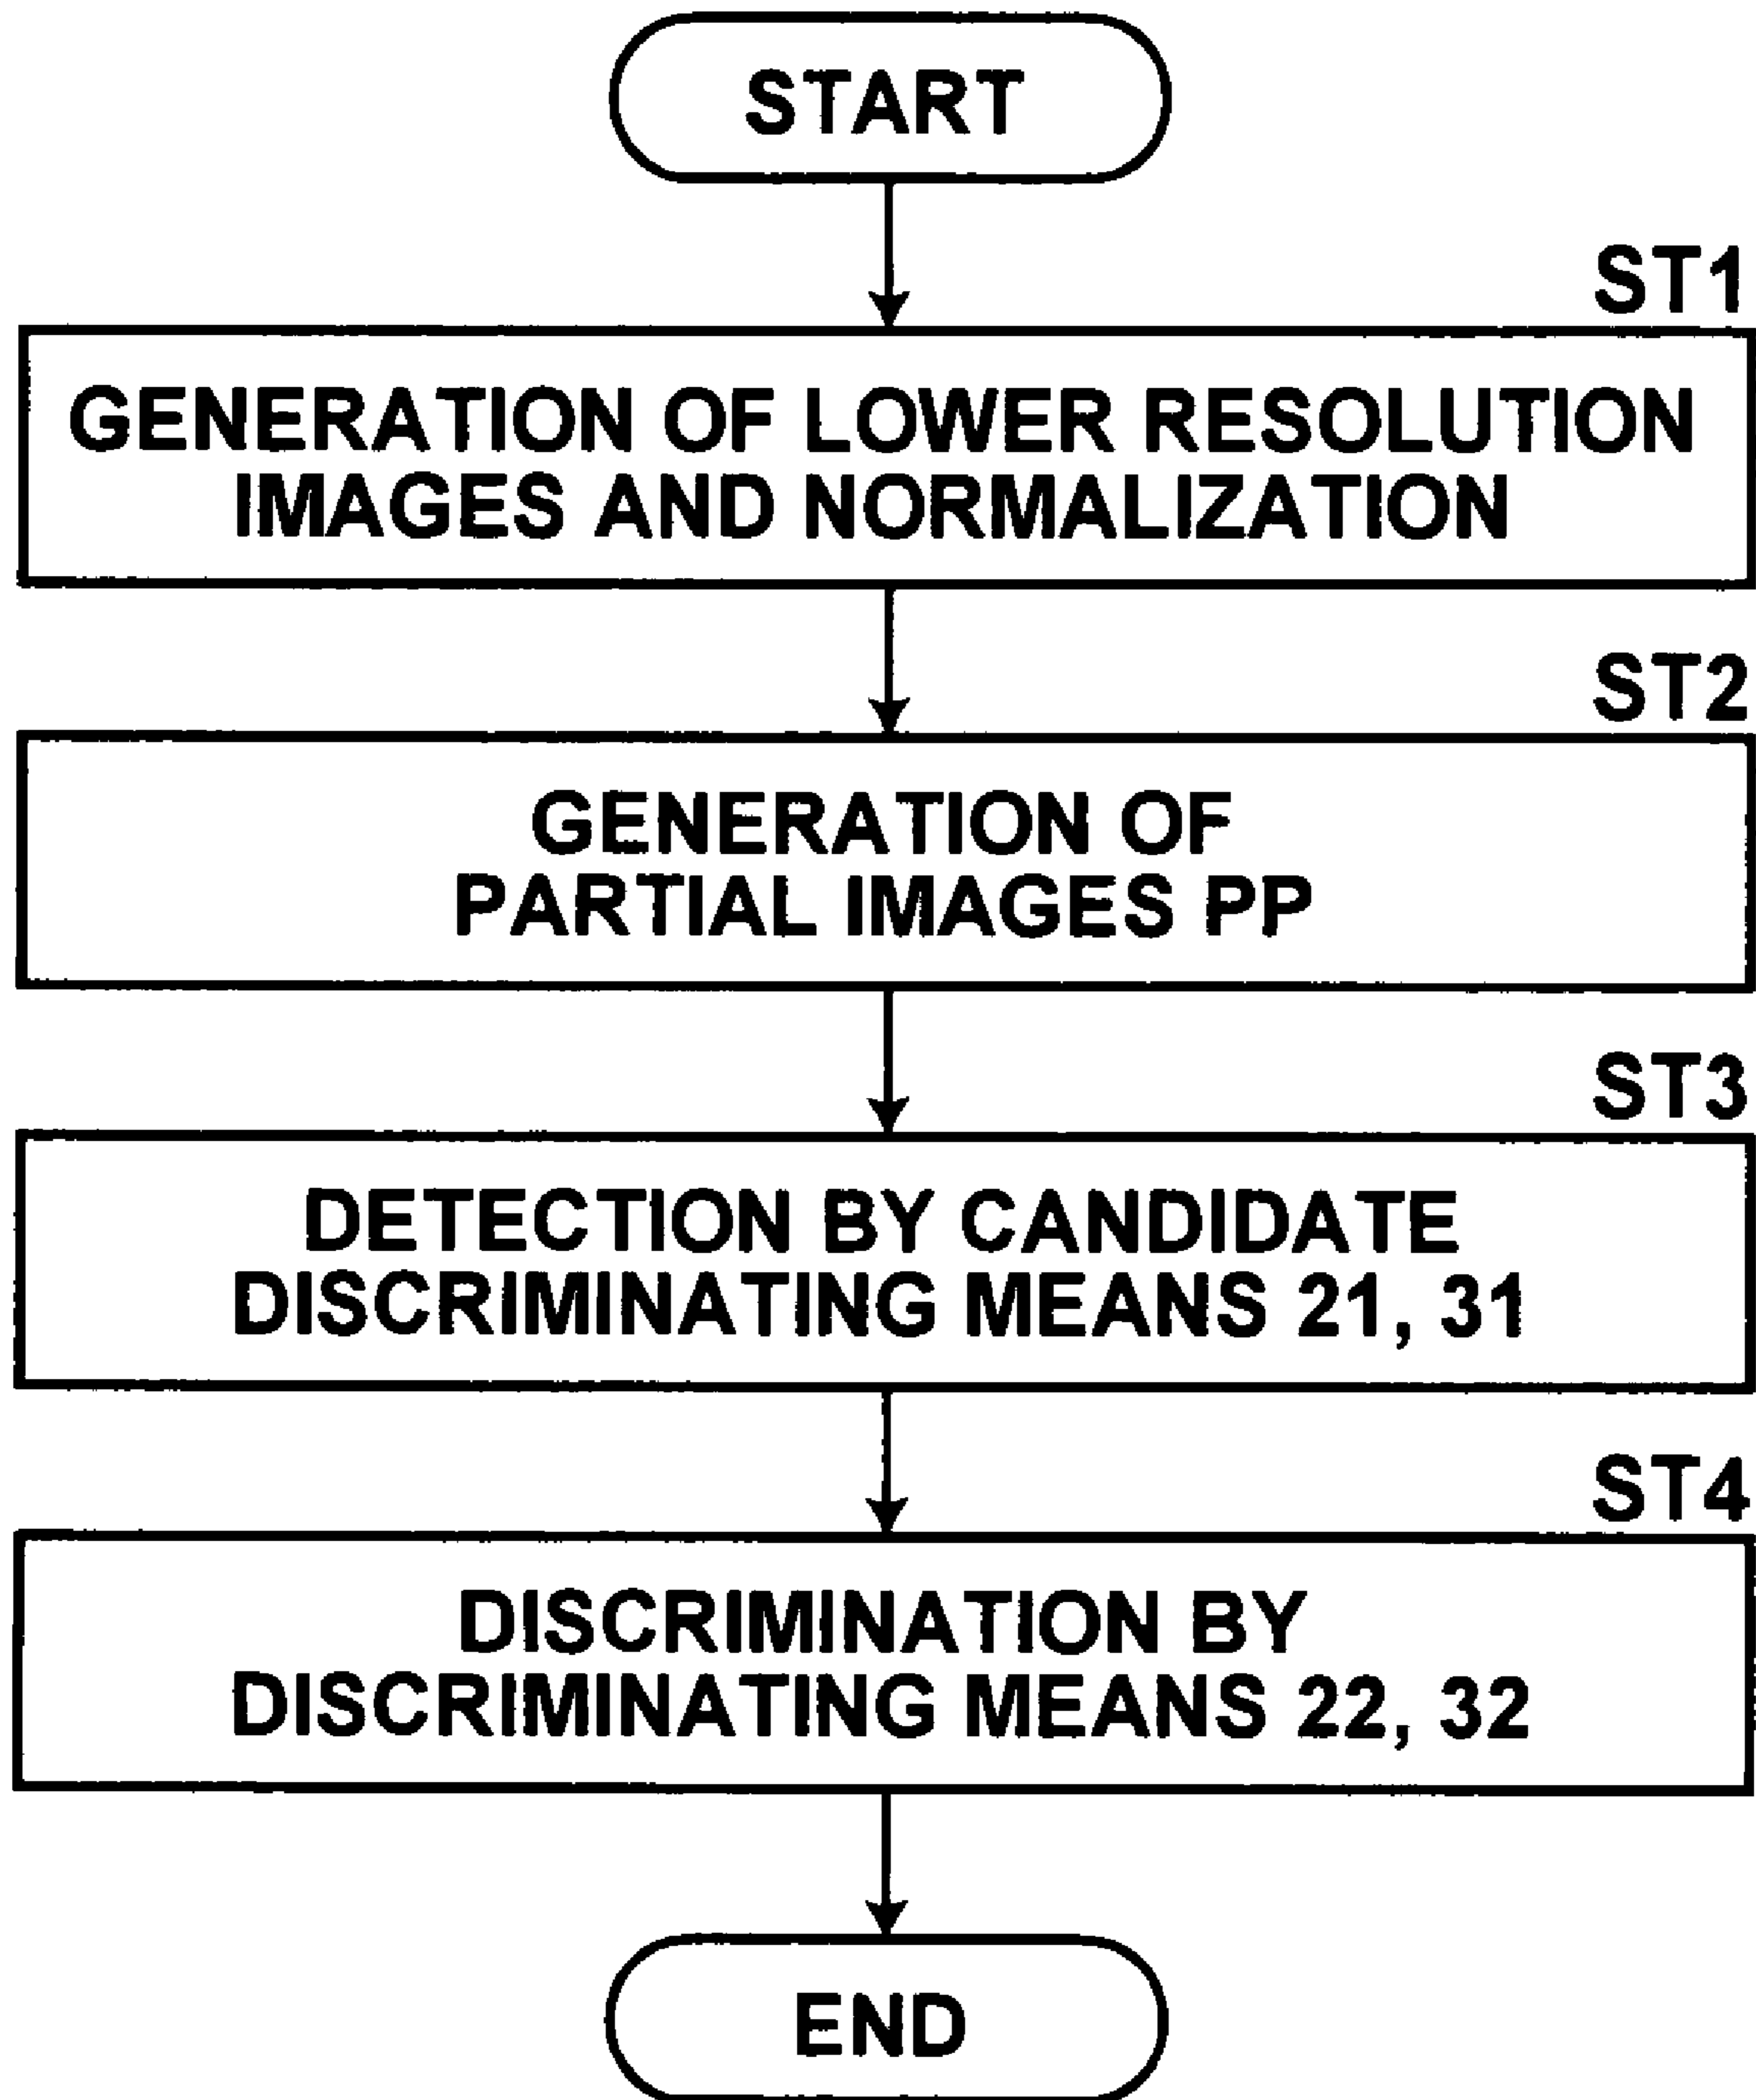 START
ST1
GENERATION OF LOWER RESOLUTION
IMAGES AND NORMALIZATION
ST2
GENERATION OF
PARTIAL IMAGES PP
ST3
DETECTION BY CANDIDATE
DISCRIMINATING MEANS 21, 31
ST4
DISCRIMINATION BY
DISCRIMINATING MEANS 22, 32
END